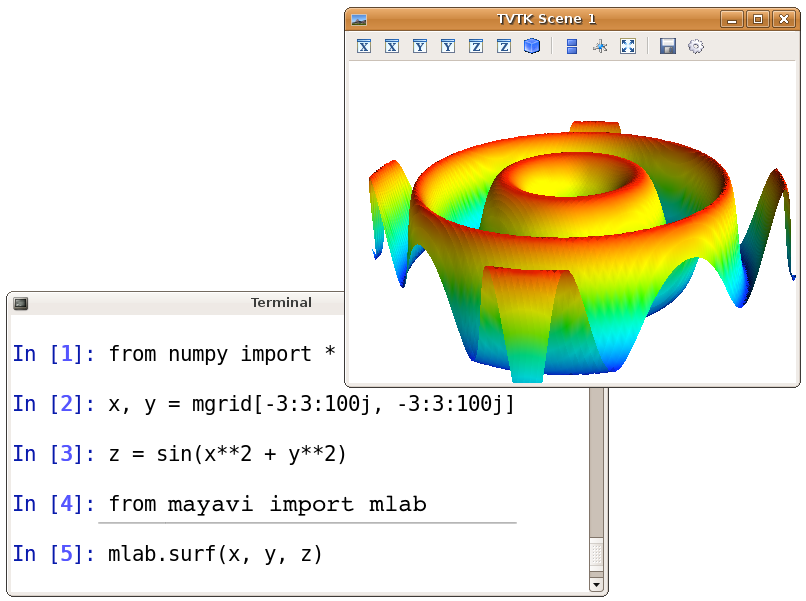 TVTK Scene 1
X X Y Y Z Z
Terminal
In [1]: from numpy import *
In [2]: x, y = mgrid[-3:3:100j, -3:3:100j]
In [3]: z = sin(x**2 + y**2)
In [4]: from mayavi import mlab
In [5]: mlab.surf(x, y, z)